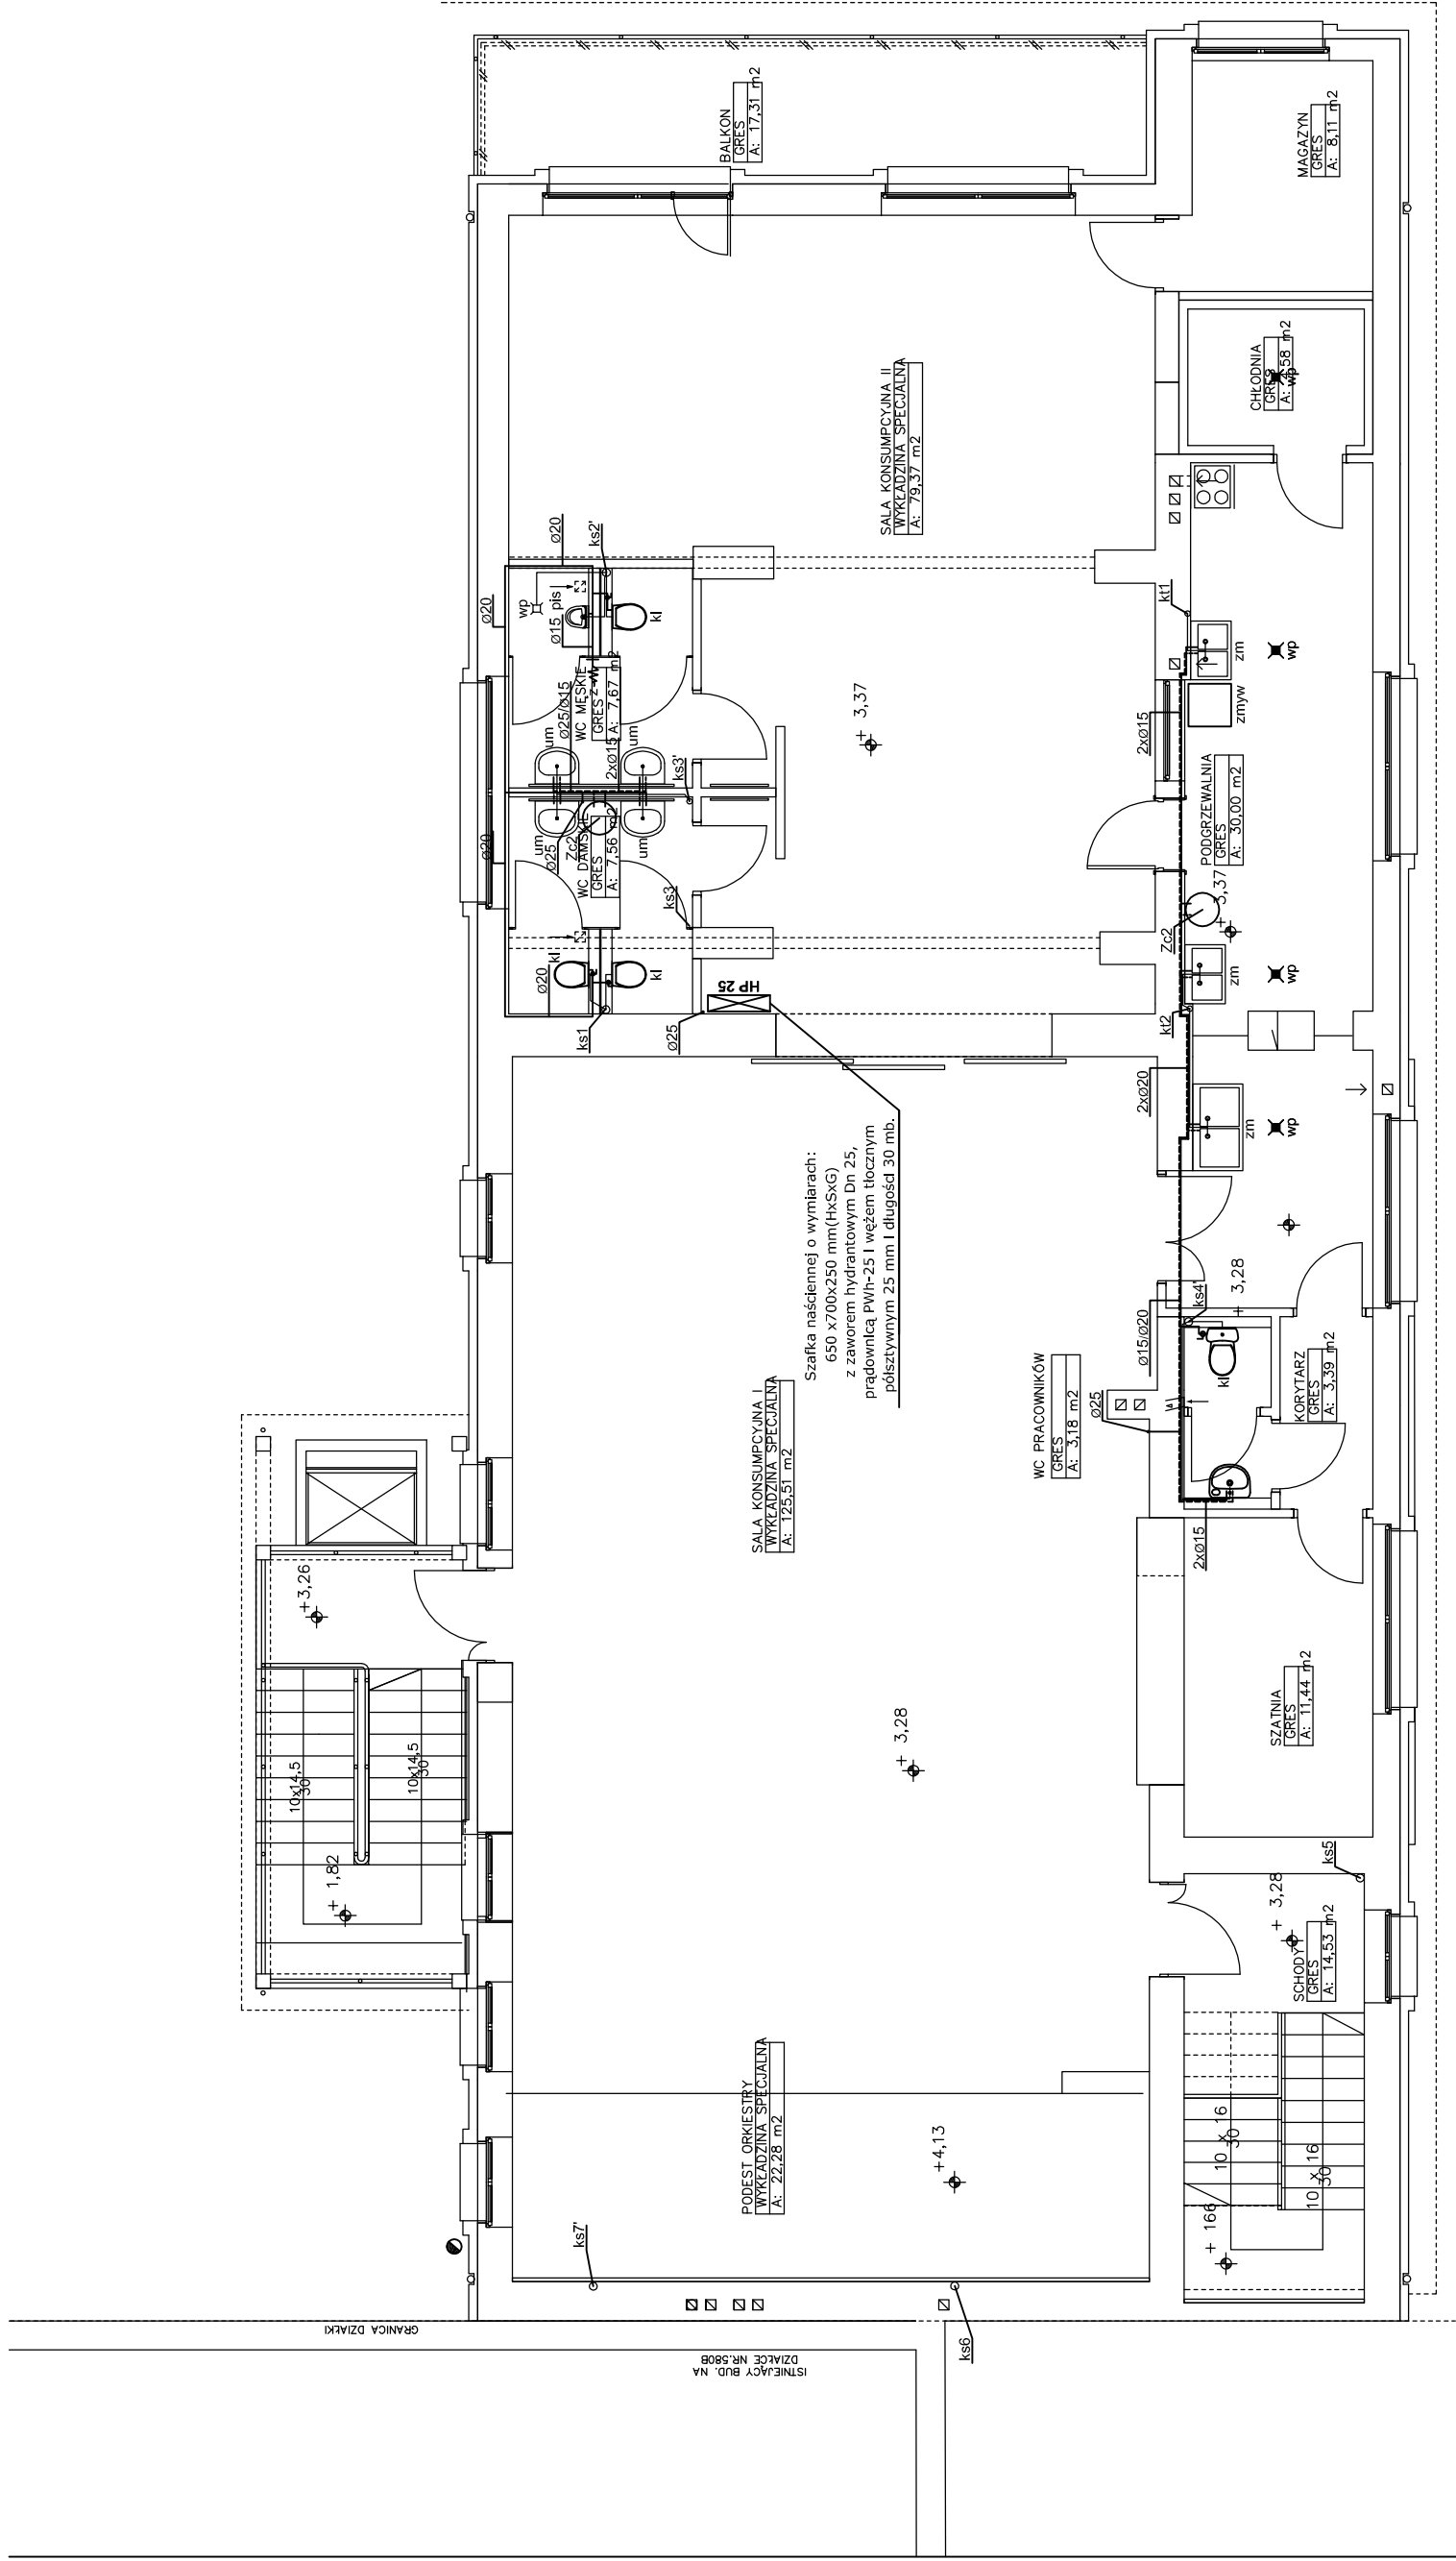 BALKON
GRES
A: 17,31 m2
MAGAZYN
GRES
A: 8,11 m2
CHŁODNIA
GRES
wp
SALA KONSUMPCYJNA II
WYKŁADZINA SPECJALNA
A: 79,37 m2
ø20
ks2'
ø20
wp
ø15 pis
kl
ø25/ø15
WC MĘSKIE
GRES
A: 7,67 m2
z-w
um
2xø15
um
ks3'
ø20
um
ø25
Zc2
WC DAMSKIE
GRES
A: 7,56 m2
um
ks3
kl
ø20
kl
ks1
ø25
HP 25
+ 3,37
kt1
zm
wp
zmyw
2xø15
PODGRZEWALNIA
GRES
A: 30,00 m2
+ 3,37
Zc2
zm
wp
kt2
2xø20
zm
wp
Szafka naściennej o wymiarach:
650 x700x250 mm(HxSxG)
z zaworem hydrantowym Dn 25,
prądownicą PWh-25 i wężem tłocznym
półsztywnym 25 mm i długości 30 mb.
+ 3,28
ks4'
ø15/ø20
kl
KORYTARZ
GRES
A: 3,39 m2
WC PRACOWNIKÓW
GRES
A: 3,18 m2
ø25
2xø15
SALA KONSUMPCYJNA I
WYKŁADZINA SPECJALNA
A: 125,51 m2
+3,26
10x14,5
30
10x14,5
30
+ 1,82
+ 3,28
SZATNIA
GRES
A: 11,44 m2
ks5
+ 3,28
SCHODY
GRES
A: 14,53 m2
10 x 16
30
10 x 16
30
+ 166
PODEST ORKIESTRY
WYKŁADZINA SPECJALNA
A: 22,28 m2
+4,13
ks7'
ks6
GRANICA DZIAŁKI
ISTNIEJĄCY BUD. NA
DZIAŁCE NR.580B